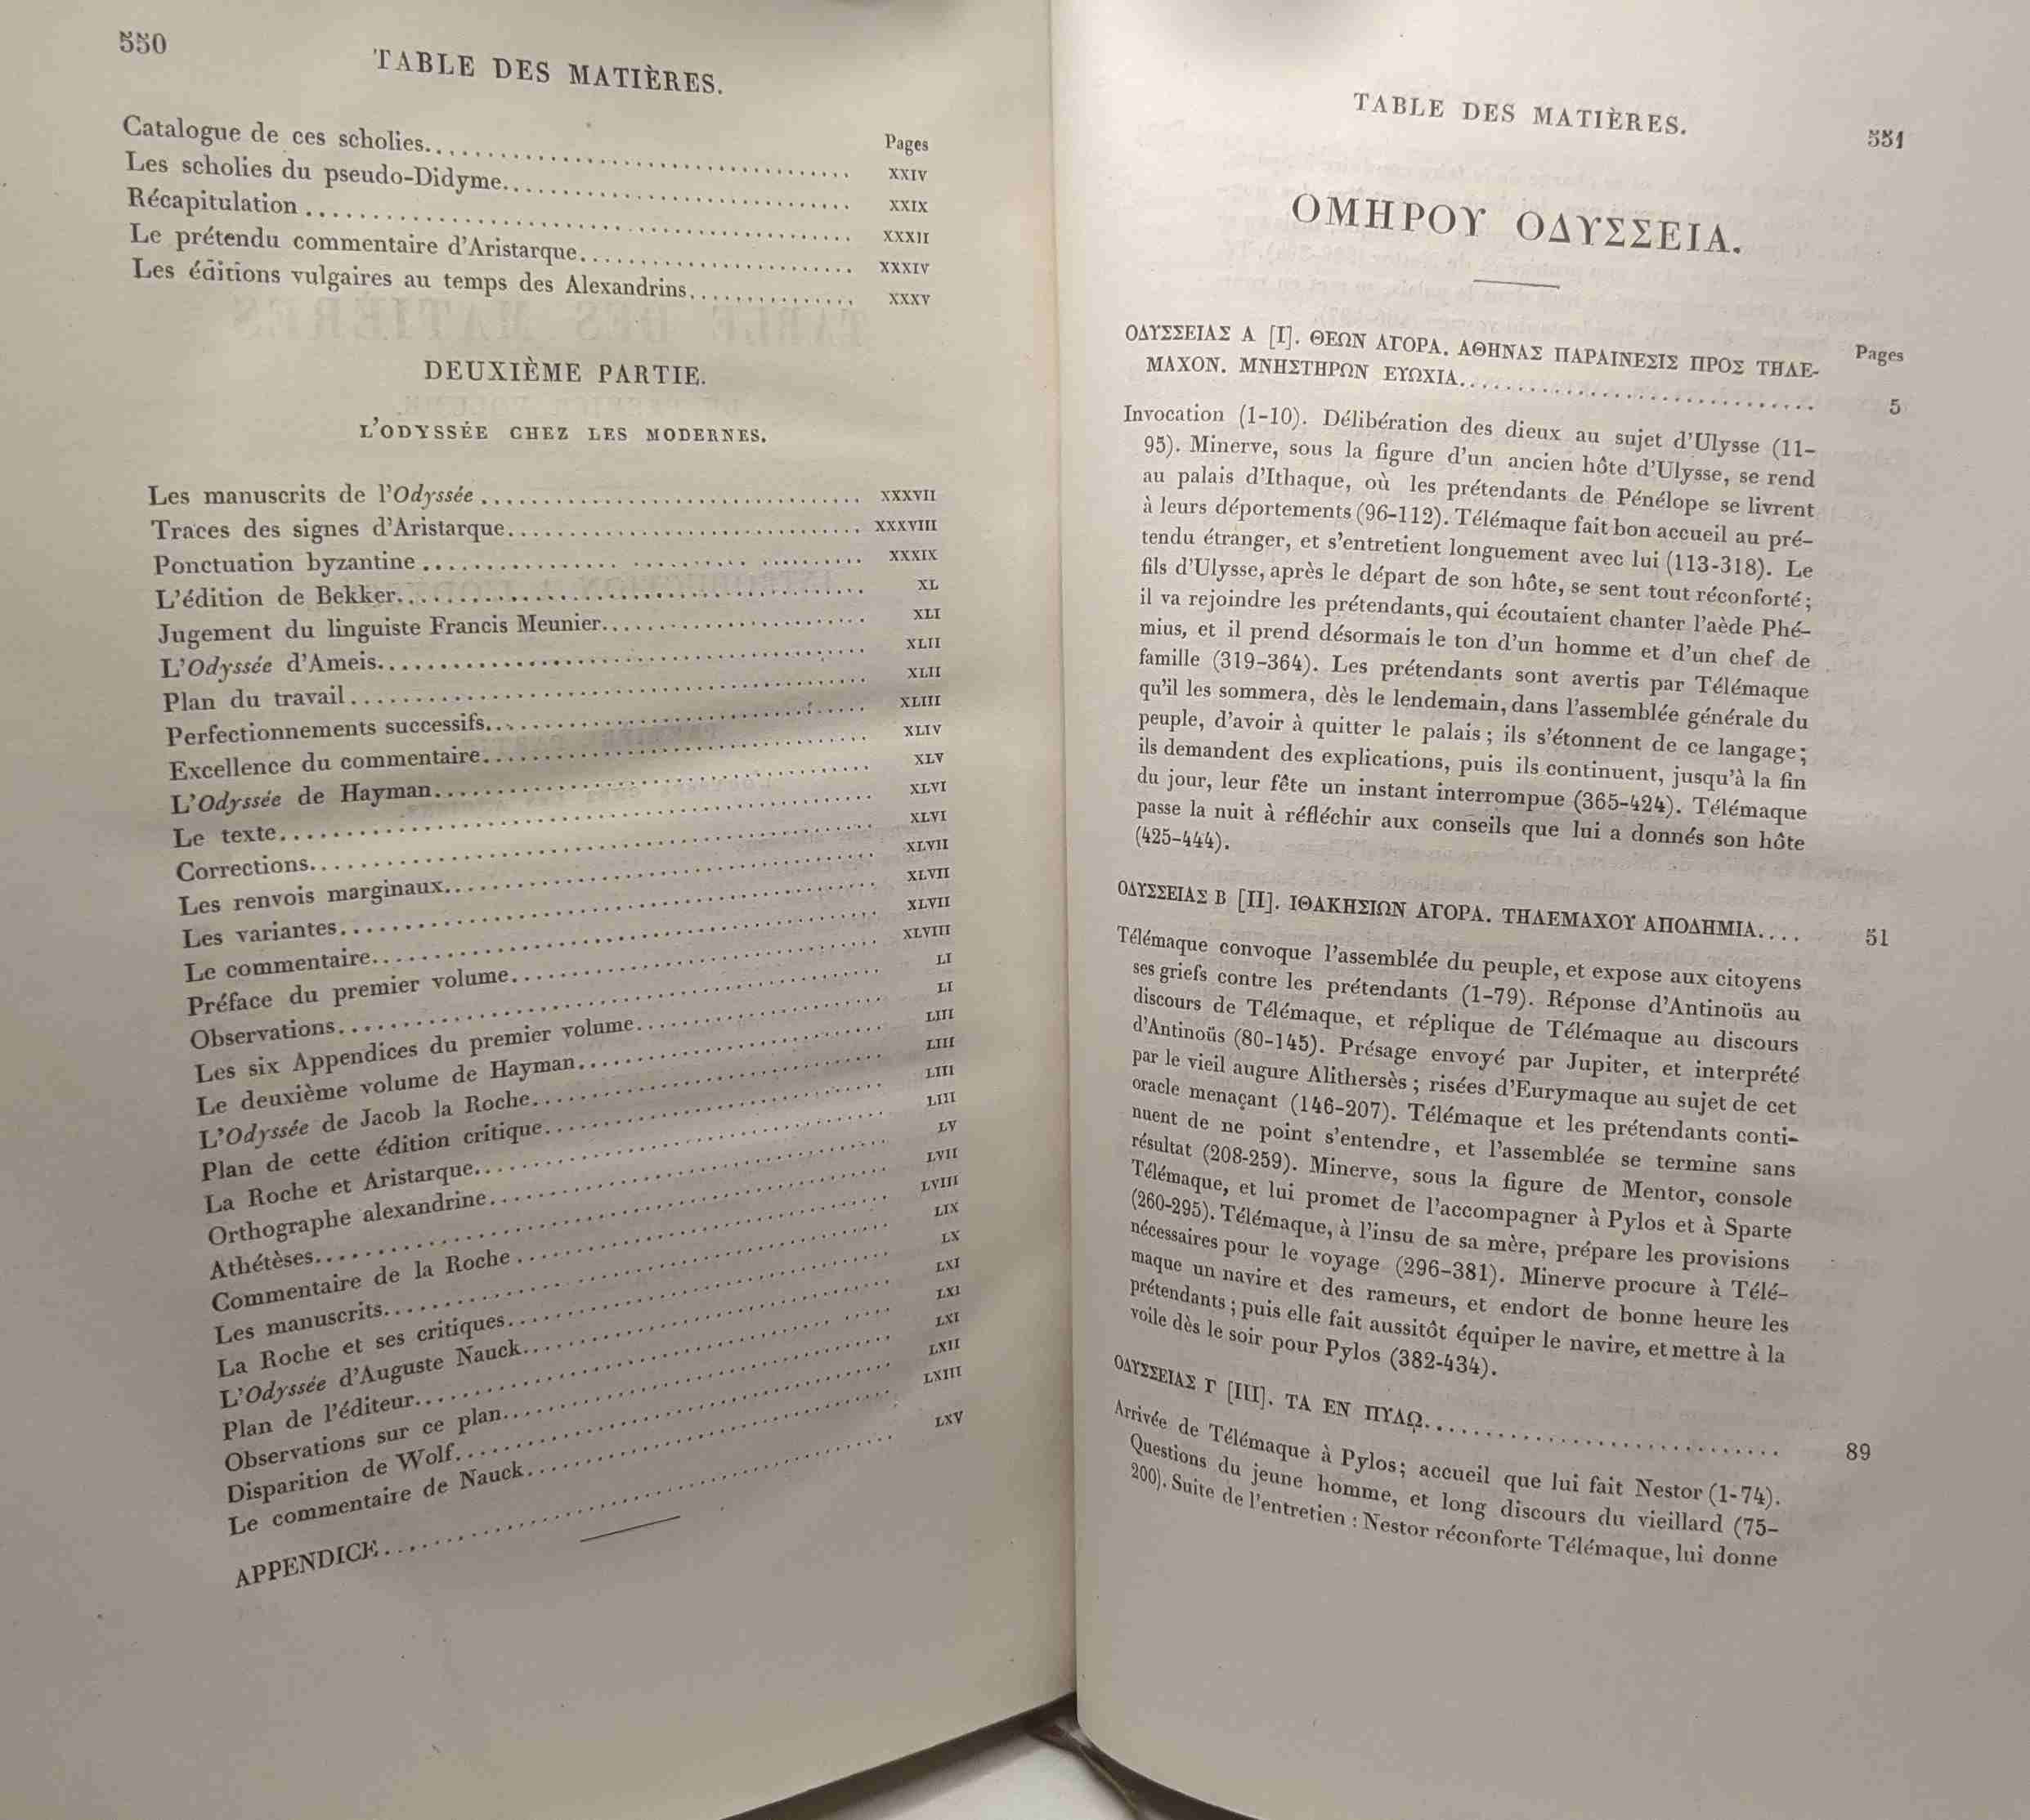 550
TABLE DES MATIÈRES.
Pages
Catalogue de ces scholies. XXIV
Les scholies du pseudo-Didyme. XXIX
Récapitulation XXXII
Le prétendu commentaire d'Aristarque. XXXIV
Les éditions vulgaires au temps des Alexandrins. XXXV
DEUXIÈME PARTIE.
L'ODYSSÉE CHEZ LES MODERNES.
Les manuscrits de l'Odyssée XXXVII
Traces des signes d'Aristarque. XXXVIII
Ponctuation byzantine XXXIX
L'édition de Bekker. XL
Jugement du linguiste Francis Meunier. XLI
L'Odyssée d'Ameis. XLII
Plan du travail XLII
Perfectionnements successifs. XLIII
Excellence du commentaire. XLIV
L'Odyssée de Hayman. XLV
Le texte. XLVI
Corrections. XLVI
Les renvois marginaux. XLVII
Les variantes. XLVII
Le commentaire. XLVII
Préface du premier volume. XLVIII
Observations. LI
Les six Appendices du premier volume. LI
Le deuxième volume de Hayman. LIII
L'Odyssée de Jacob la Roche. LIII
Plan de cette édition critique. LIII
La Roche et Aristarque. LIII
Orthographe alexandrine. LV
Athétèses. LVII
Commentaire de la Roche LVIII
Les manuscrits. LIX
La Roche et ses critiques. LX
L'Odyssée d'Auguste Nauck. LXI
Plan de l'éditeur. LXI
Observations sur ce plan. LXI
Disparition de Wolf. LXII
Le commentaire de Nauck. LXIII
APPENDICE. LXV
TABLE DES MATIÈRES.
551
ΟΜΗΡΟΥ ΟΔΥΣΣΕΙΑ.
Pages
ΟΔΥΣΣΕΙΑΣ Α [I]. ΘΕΩΝ ΑΓΟΡΑ. ΑΘΗΝΑΣ ΠΑΡΑΙΝΕΣΙΣ ΠΡΟΣ ΤΗΛΕ-
ΜΑΧΟΝ. ΜΝΗΣΤΗΡΩΝ ΕΥΩΧΙΑ. 5
Invocation (1-10). Délibération des dieux au sujet d'Ulysse (11-
95). Minerve, sous la figure d'un ancien hôte d'Ulysse, se rend
au palais d'Ithaque, où les prétendants de Pénélope se livrent
à leurs déportements (96-112). Télémaque fait bon accueil au pré-
tendu étranger, et s'entretient longuement avec lui (113-318). Le
fils d'Ulysse, après le départ de son hôte, se sent tout réconforté;
il va rejoindre les prétendants, qui écoutaient chanter l'aède Phé-
mius, et il prend désormais le ton d'un homme et d'un chef de
famille (319-364). Les prétendants sont avertis par Télémaque
qu'il les sommera, dès le lendemain, dans l'assemblée générale du
peuple, d'avoir à quitter le palais; ils s'étonnent de ce langage;
ils demandent des explications, puis ils continuent, jusqu'à la fin
du jour, leur fête un instant interrompue (365-424). Télémaque
passe la nuit à réfléchir aux conseils que lui a donnés son hôte
(425-444).
ΟΔΥΣΣΕΙΑΣ Β [II]. ΙΘΑΚΗΣΙΩΝ ΑΓΟΡΑ. ΤΗΛΕΜΑΧΟΥ ΑΠΟΔΗΜΙΑ. 51
Télémaque convoque l'assemblée du peuple, et expose aux citoyens
ses griefs contre les prétendants (1-79). Réponse d'Antinoüs au
discours de Télémaque, et réplique de Télémaque au discours
d'Antinoüs (80-145). Présage envoyé par Jupiter, et interprété
par le vieil augure Alithersès; risées d'Eurymaque au sujet de cet
oracle menaçant (146-207). Télémaque et les prétendants conti-
nuent de ne point s'entendre, et l'assemblée se termine sans
résultat (208-259). Minerve, sous la figure de Mentor, console
Télémaque, et lui promet de l'accompagner à Pylos et à Sparte
(260-295). Télémaque, à l'insu de sa mère, prépare les provisions
nécessaires pour le voyage (296-381). Minerve procure à Télé-
maque un navire et des rameurs, et endort de bonne heure les
prétendants; puis elle fait aussitôt équiper le navire, et mettre à la
voile dès le soir pour Pylos (382-434).
ΟΔΥΣΣΕΙΑΣ Γ [III]. ΤΑ ΕΝ ΠΥΛΩͺ. 89
Arrivée de Télémaque à Pylos; accueil que lui fait Nestor (1-74).
Questions du jeune homme, et long discours du vieillard (75-
200). Suite de l'entretien : Nestor réconforte Télémaque, lui donne